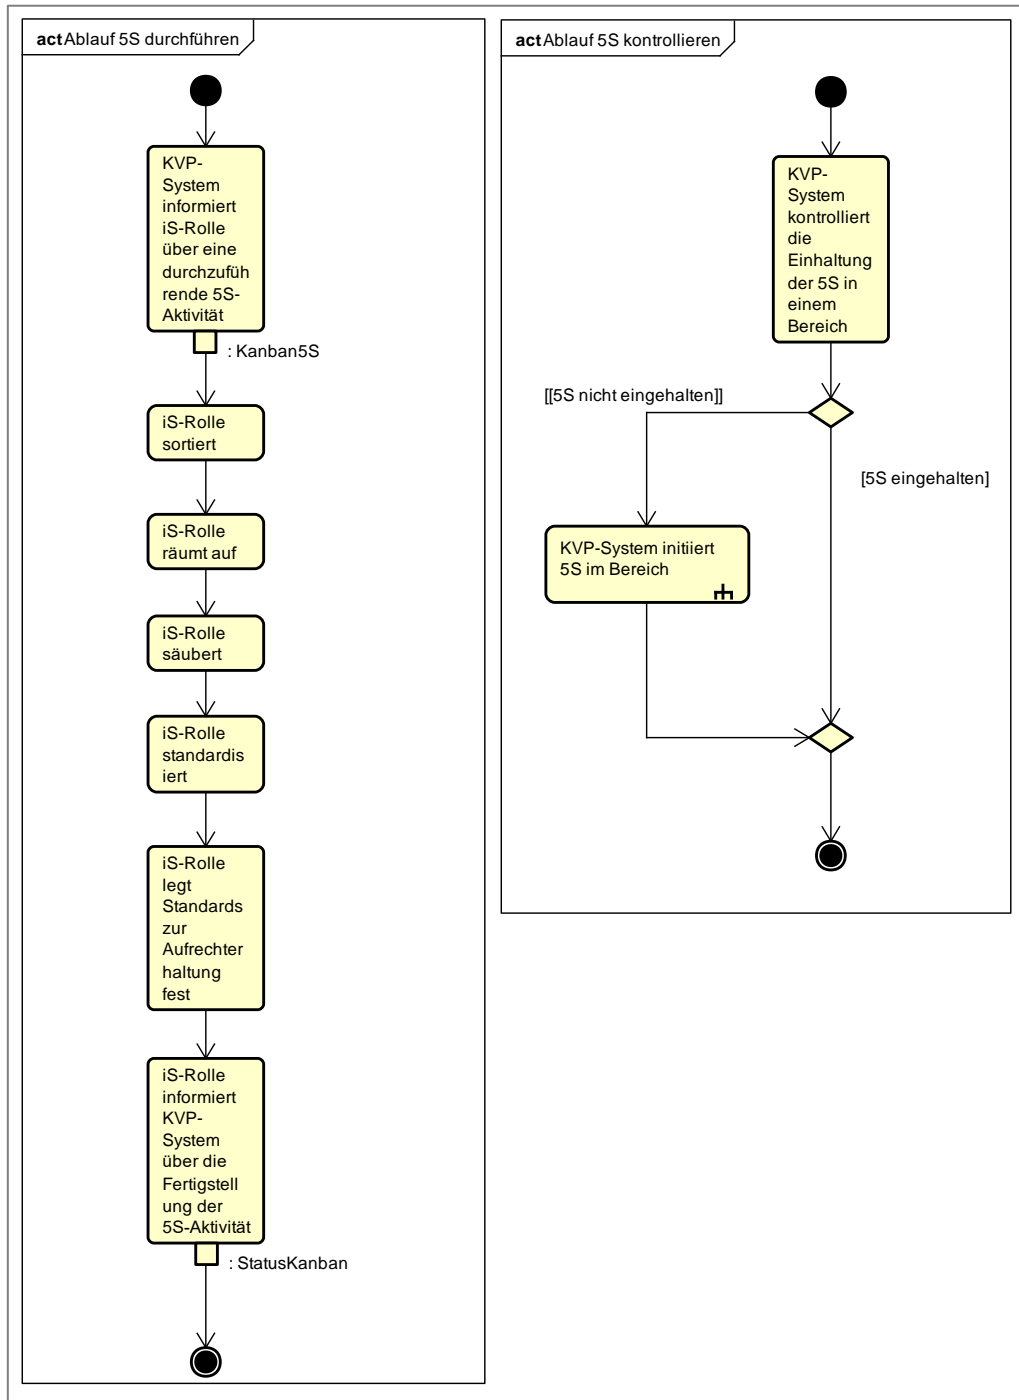 act Ablauf 5S durchführen
KVP-
System
informiert
iS-Rolle
über eine
durchzufüh
rende 5S-
Aktivität
: Kanban5S
iS-Rolle
sortiert
iS-Rolle
räumt auf
iS-Rolle
säubert
iS-Rolle
standardis
iert
iS-Rolle
legt
Standards
zur
Aufrechter
haltung
fest
iS-Rolle
informiert
KVP-
System
über die
Fertigstell
ung der
5S-Aktivität
: StatusKanban
act Ablauf 5S kontrollieren
KVP-
System
kontrolliert
die
Einhaltung
der 5S in
einem
Bereich
[[5S nicht eingehalten]]
[5S eingehalten]
KVP-System initiiert
5S im Bereich